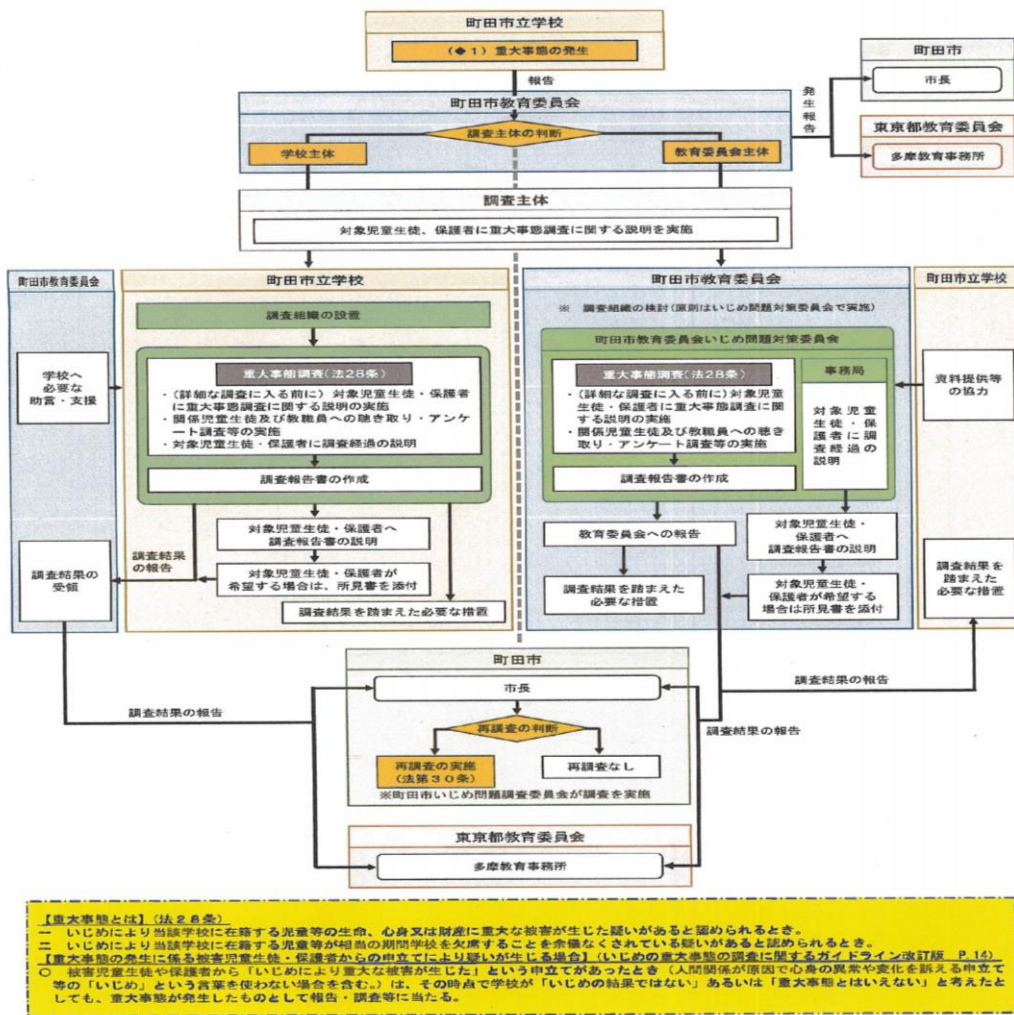 町田市立学校
(◆1)重大事態の発生
報告
町田市教育委員会
調査主体の判断
学校主体
教育委員会主体
発生報告
町田市
市長
東京都教育委員会
多摩教育事務所
調査主体
対象児童生徒、保護者に重大事態調査に関する説明を実施
町田市教育委員会
学校へ
必要な
助言・支援
調査結果の
受領
町田市立学校
調査組織の設置
重大事態調査(法28条)
・(詳細な調査に入る前に)対象児童生徒・保護者
に重大事態調査に関する説明の実施
・関係児童生徒及び教職員への聴き取り・アンケ
ート調査等の実施
・対象児童生徒・保護者に調査経過の説明
調査報告書の作成
対象児童生徒・保護者へ
調査報告書の説明
調査結果
の報告
対象児童生徒・保護者が
希望する場合は、所見書を添付
調査結果を踏まえた必要な措置
町田市教育委員会
※ 調査組織の検討(原則はいじめ問題対策委員会で実施)
町田市教育委員会いじめ問題対策委員会
重大事態調査(法28条)
・(詳細な調査に入る前に)対象児童
生徒・保護者に重大事態調査に関
する説明の実施
・関係児童生徒及び教職員への聴き
取り・アンケート調査等の実施
調査報告書の作成
事務局
対象児童
生徒・保
護者に調
査経過の
説明
教育委員会への報告
対象児童生徒・
保護者へ
調査報告書の説明
調査結果を踏まえた
必要な措置
対象児童生徒・
保護者が希望する
場合は所見書を添付
町田市立学校
資料提供等
の協力
調査結果を
踏まえた
必要な措置
調査結果の報告
調査結果の報告
調査結果の報告
町田市
市長
再調査の判断
再調査の実施
(法第30条)
再調査なし
※町田市いじめ問題調査委員会が調査を実施
東京都教育委員会
多摩教育事務所
【重大事態とは】(法28条)
一 いじめにより当該学校に在籍する児童等の生命、心身又は財産に重大な被害が生じた疑いがあると認められるとき。
二 いじめにより当該学校に在籍する児童等が相当の期間学校を欠席することを余儀なくされている疑いがあると認められるとき。
【重大事態の発生に係る被害児童生徒・保護者からの申立てにより疑いが生じる場合】(いじめの重大事態の調査に関するガイドライン改訂版 P.14)
○ 被害児童生徒や保護者から「いじめにより重大な被害が生じた」という申立てがあったとき(人間関係が原因で心身の異常や変化を訴える申立て
等の「いじめ」という言葉を使わない場合を含む。)は、その時点で学校が「いじめの結果ではない」あるいは「重大事態とはいえない」と考えたと
しても、重大事態が発生したものとして報告・調査等に当たる。